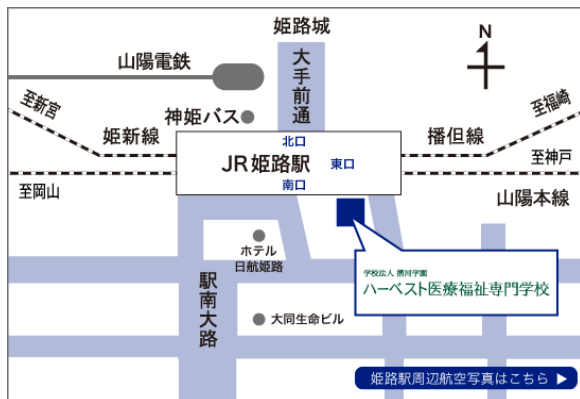 姫路城
N
山陽電鉄
大手前通
至新宮
神姫バス
至福崎
姫新線
北口
播但線
JR姫路駅
東口
至神戸
南口
至岡山
山陽本線
ホテル
日航姫路
学校法人 摺河学園
ハーベスト医療福祉専門学校
駅南大路
大同生命ビル
姫路駅周辺航空写真はこちら ▶